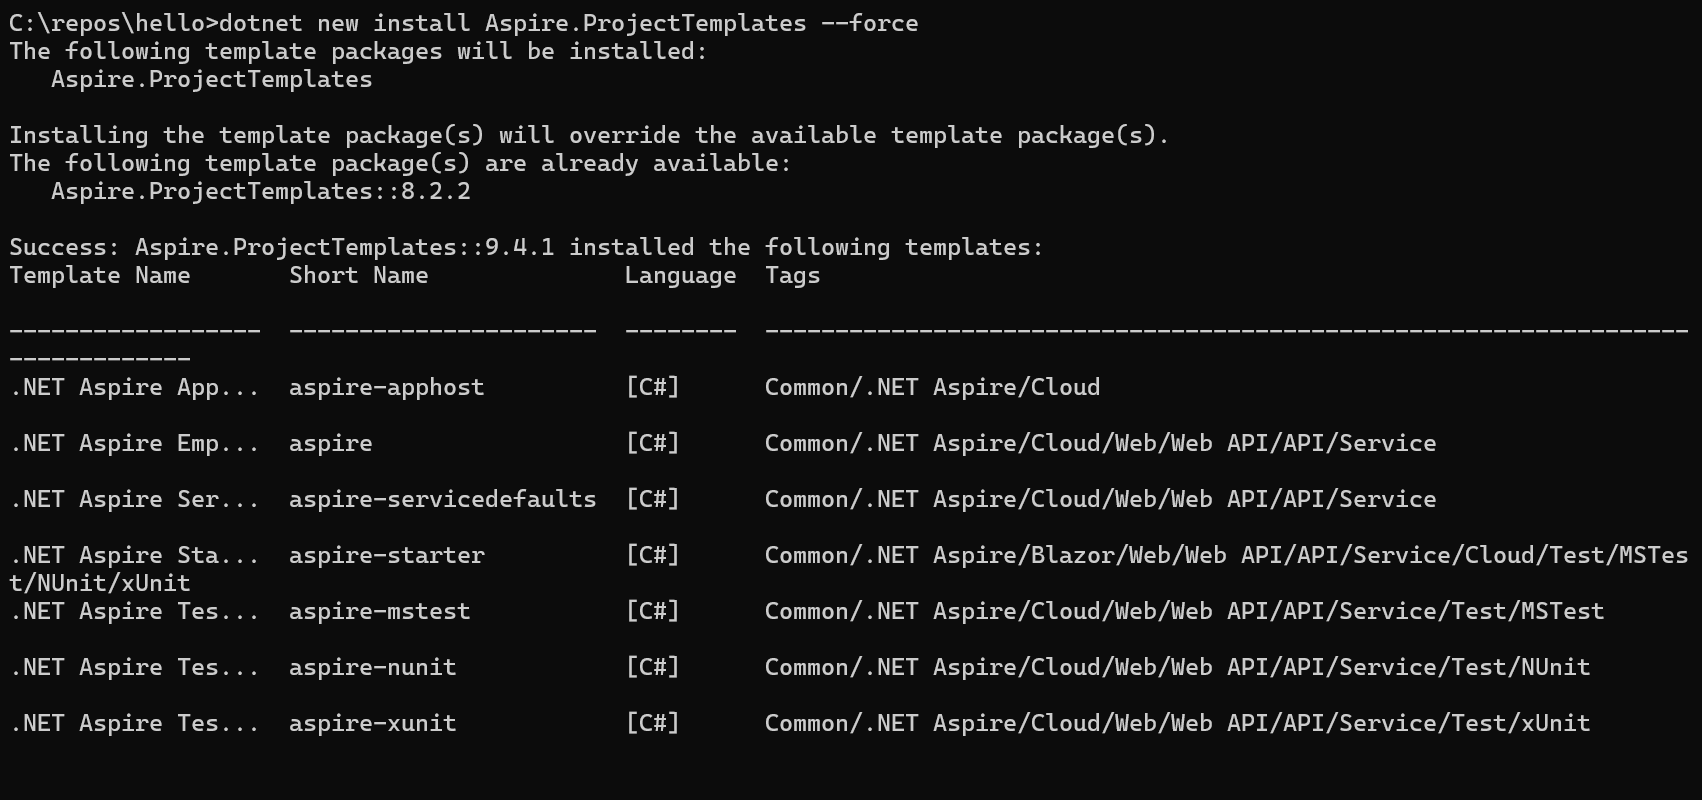 C:\repos\hello>dotnet new install Aspire.ProjectTemplates --force
The following template packages will be installed:
   Aspire.ProjectTemplates

Installing the template package(s) will override the available template package(s).
The following template package(s) are already available:
   Aspire.ProjectTemplates::8.2.2

Success: Aspire.ProjectTemplates::9.4.1 installed the following templates:
Template Name       Short Name              Language  Tags

------------------  ----------------------  --------  ------------------------------------------------------------------
-------------
.NET Aspire App...  aspire-apphost          [C#]      Common/.NET Aspire/Cloud

.NET Aspire Emp...  aspire                  [C#]      Common/.NET Aspire/Cloud/Web/Web API/API/Service

.NET Aspire Ser...  aspire-servicedefaults  [C#]      Common/.NET Aspire/Cloud/Web/Web API/API/Service

.NET Aspire Sta...  aspire-starter          [C#]      Common/.NET Aspire/Blazor/Web/Web API/API/Service/Cloud/Test/MSTes
t/NUnit/xUnit
.NET Aspire Tes...  aspire-mstest           [C#]      Common/.NET Aspire/Cloud/Web/Web API/API/Service/Test/MSTest

.NET Aspire Tes...  aspire-nunit            [C#]      Common/.NET Aspire/Cloud/Web/Web API/API/Service/Test/NUnit

.NET Aspire Tes...  aspire-xunit            [C#]      Common/.NET Aspire/Cloud/Web/Web API/API/Service/Test/xUnit